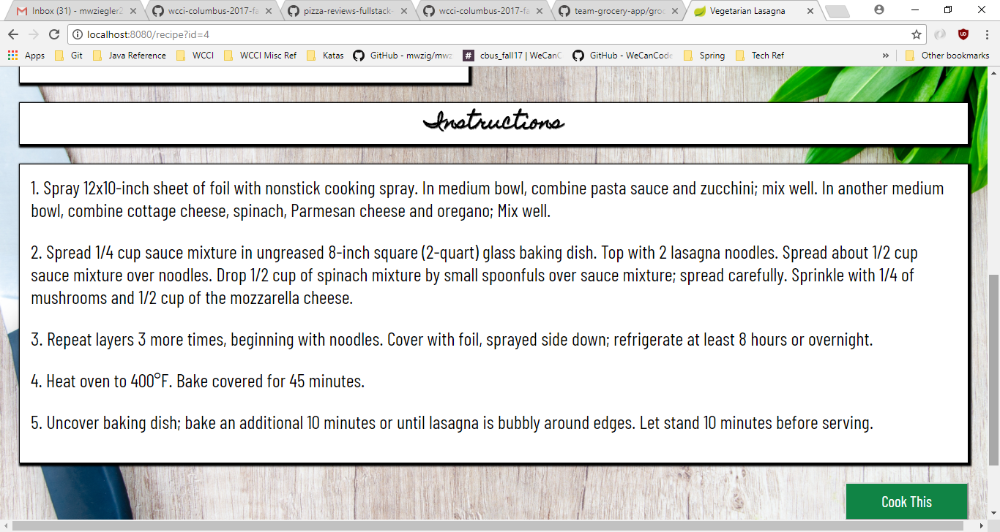 Inbox (31) - mwziegler2
wcci-columbus-2017-fa
pizza-reviews-fullstack-
wcci-columbus-2017-fa
team-grocery-app/groc
Vegetarian Lasagna
localhost:8080/recipe?id=4
Apps
Git
Java Reference
WCCI
WCCI Misc Ref
Katas
GitHub - mwzig/mwz
cbus_fall17 | WeCanC
GitHub - WeCanCode
Spring
Tech Ref
»
Other bookmarks
Instructions
1. Spray 12x10-inch sheet of foil with nonstick cooking spray. In medium bowl, combine pasta sauce and zucchini; mix well. In another medium
bowl, combine cottage cheese, spinach, Parmesan cheese and oregano; Mix well.
2. Spread 1/4 cup sauce mixture in ungreased 8-inch square (2-quart) glass baking dish. Top with 2 lasagna noodles. Spread about 1/2 cup
sauce mixture over noodles. Drop 1/2 cup of spinach mixture by small spoonfuls over sauce mixture; spread carefully. Sprinkle with 1/4 of
mushrooms and 1/2 cup of the mozzarella cheese.
3. Repeat layers 3 more times, beginning with noodles. Cover with foil, sprayed side down; refrigerate at least 8 hours or overnight.
4. Heat oven to 400°F. Bake covered for 45 minutes.
5. Uncover baking dish; bake an additional 10 minutes or until lasagna is bubbly around edges. Let stand 10 minutes before serving.
Cook This